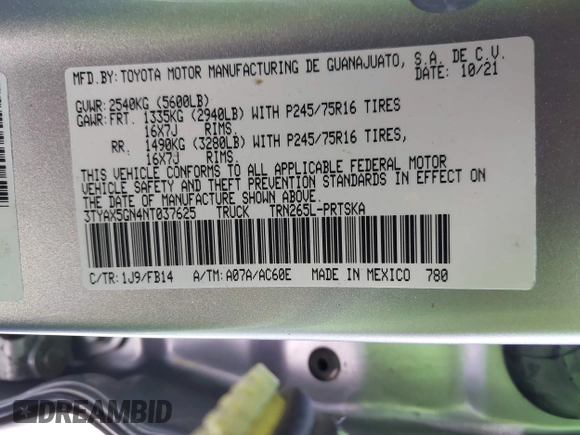 MFD.BY:TOYOTA MOTOR MANUFACTURING DE GUANAJUATO, S.A. DE C.V.
DATE: 10/21
GVWR:2540KG (5600LB)
GAWR:FRT. 1335KG (2940LB) WITH P245/75R16 TIRES
16X7J RIMS.
RR. 1490KG (3280LB) WITH P245/75R16 TIRES,
16X7J RIMS.
THIS VEHICLE CONFORMS TO ALL APPLICABLE FEDERAL MOTOR
VEHICLE SAFETY AND THEFT PREVENTION STANDARDS IN EFFECT ON
THE DATE OF MANUFACTURE SHOWN ABOVE.
3TYAX5GN4NT037625 TRUCK TRN265L-PRTSKA
C/TR:1J9/FB14 A/TM:A07A/AC60E MADE IN MEXICO 780
DREAMBID